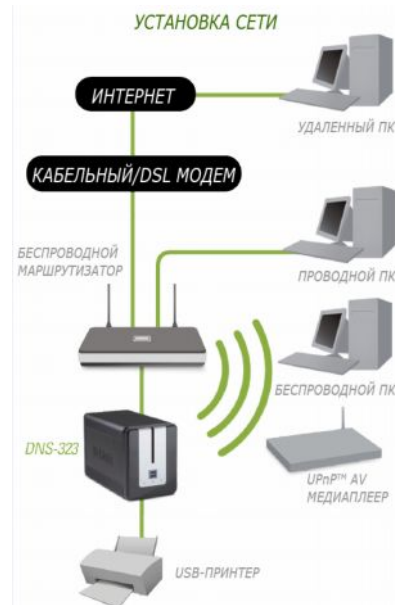 УСТАНОВКА СЕТИ
ИНТЕРНЕТ
УДАЛЕННЫЙ ПК
КАБЕЛЬНЫЙ/DSL МОДЕМ
БЕСПРОВОДНОЙ
МАРШРУТИЗАТОР
ПРОВОДНОЙ ПК
БЕСПРОВОДНОЙ ПК
DNS-323
UPnP™ AV
МЕДИАПЛЕЕР
USB-ПРИНТЕР